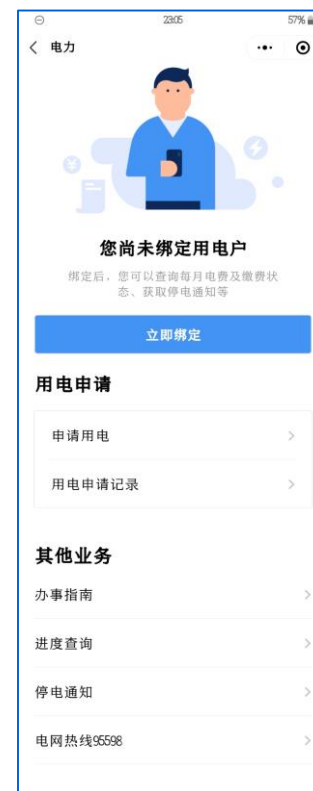 23:05
57%
电力
您尚未绑定用电户
绑定后，您可以查询每月电费及缴费状
态、获取停电通知等
立即绑定
用电申请
申请用电
用电申请记录
其他业务
办事指南
进度查询
停电通知
电网热线95598